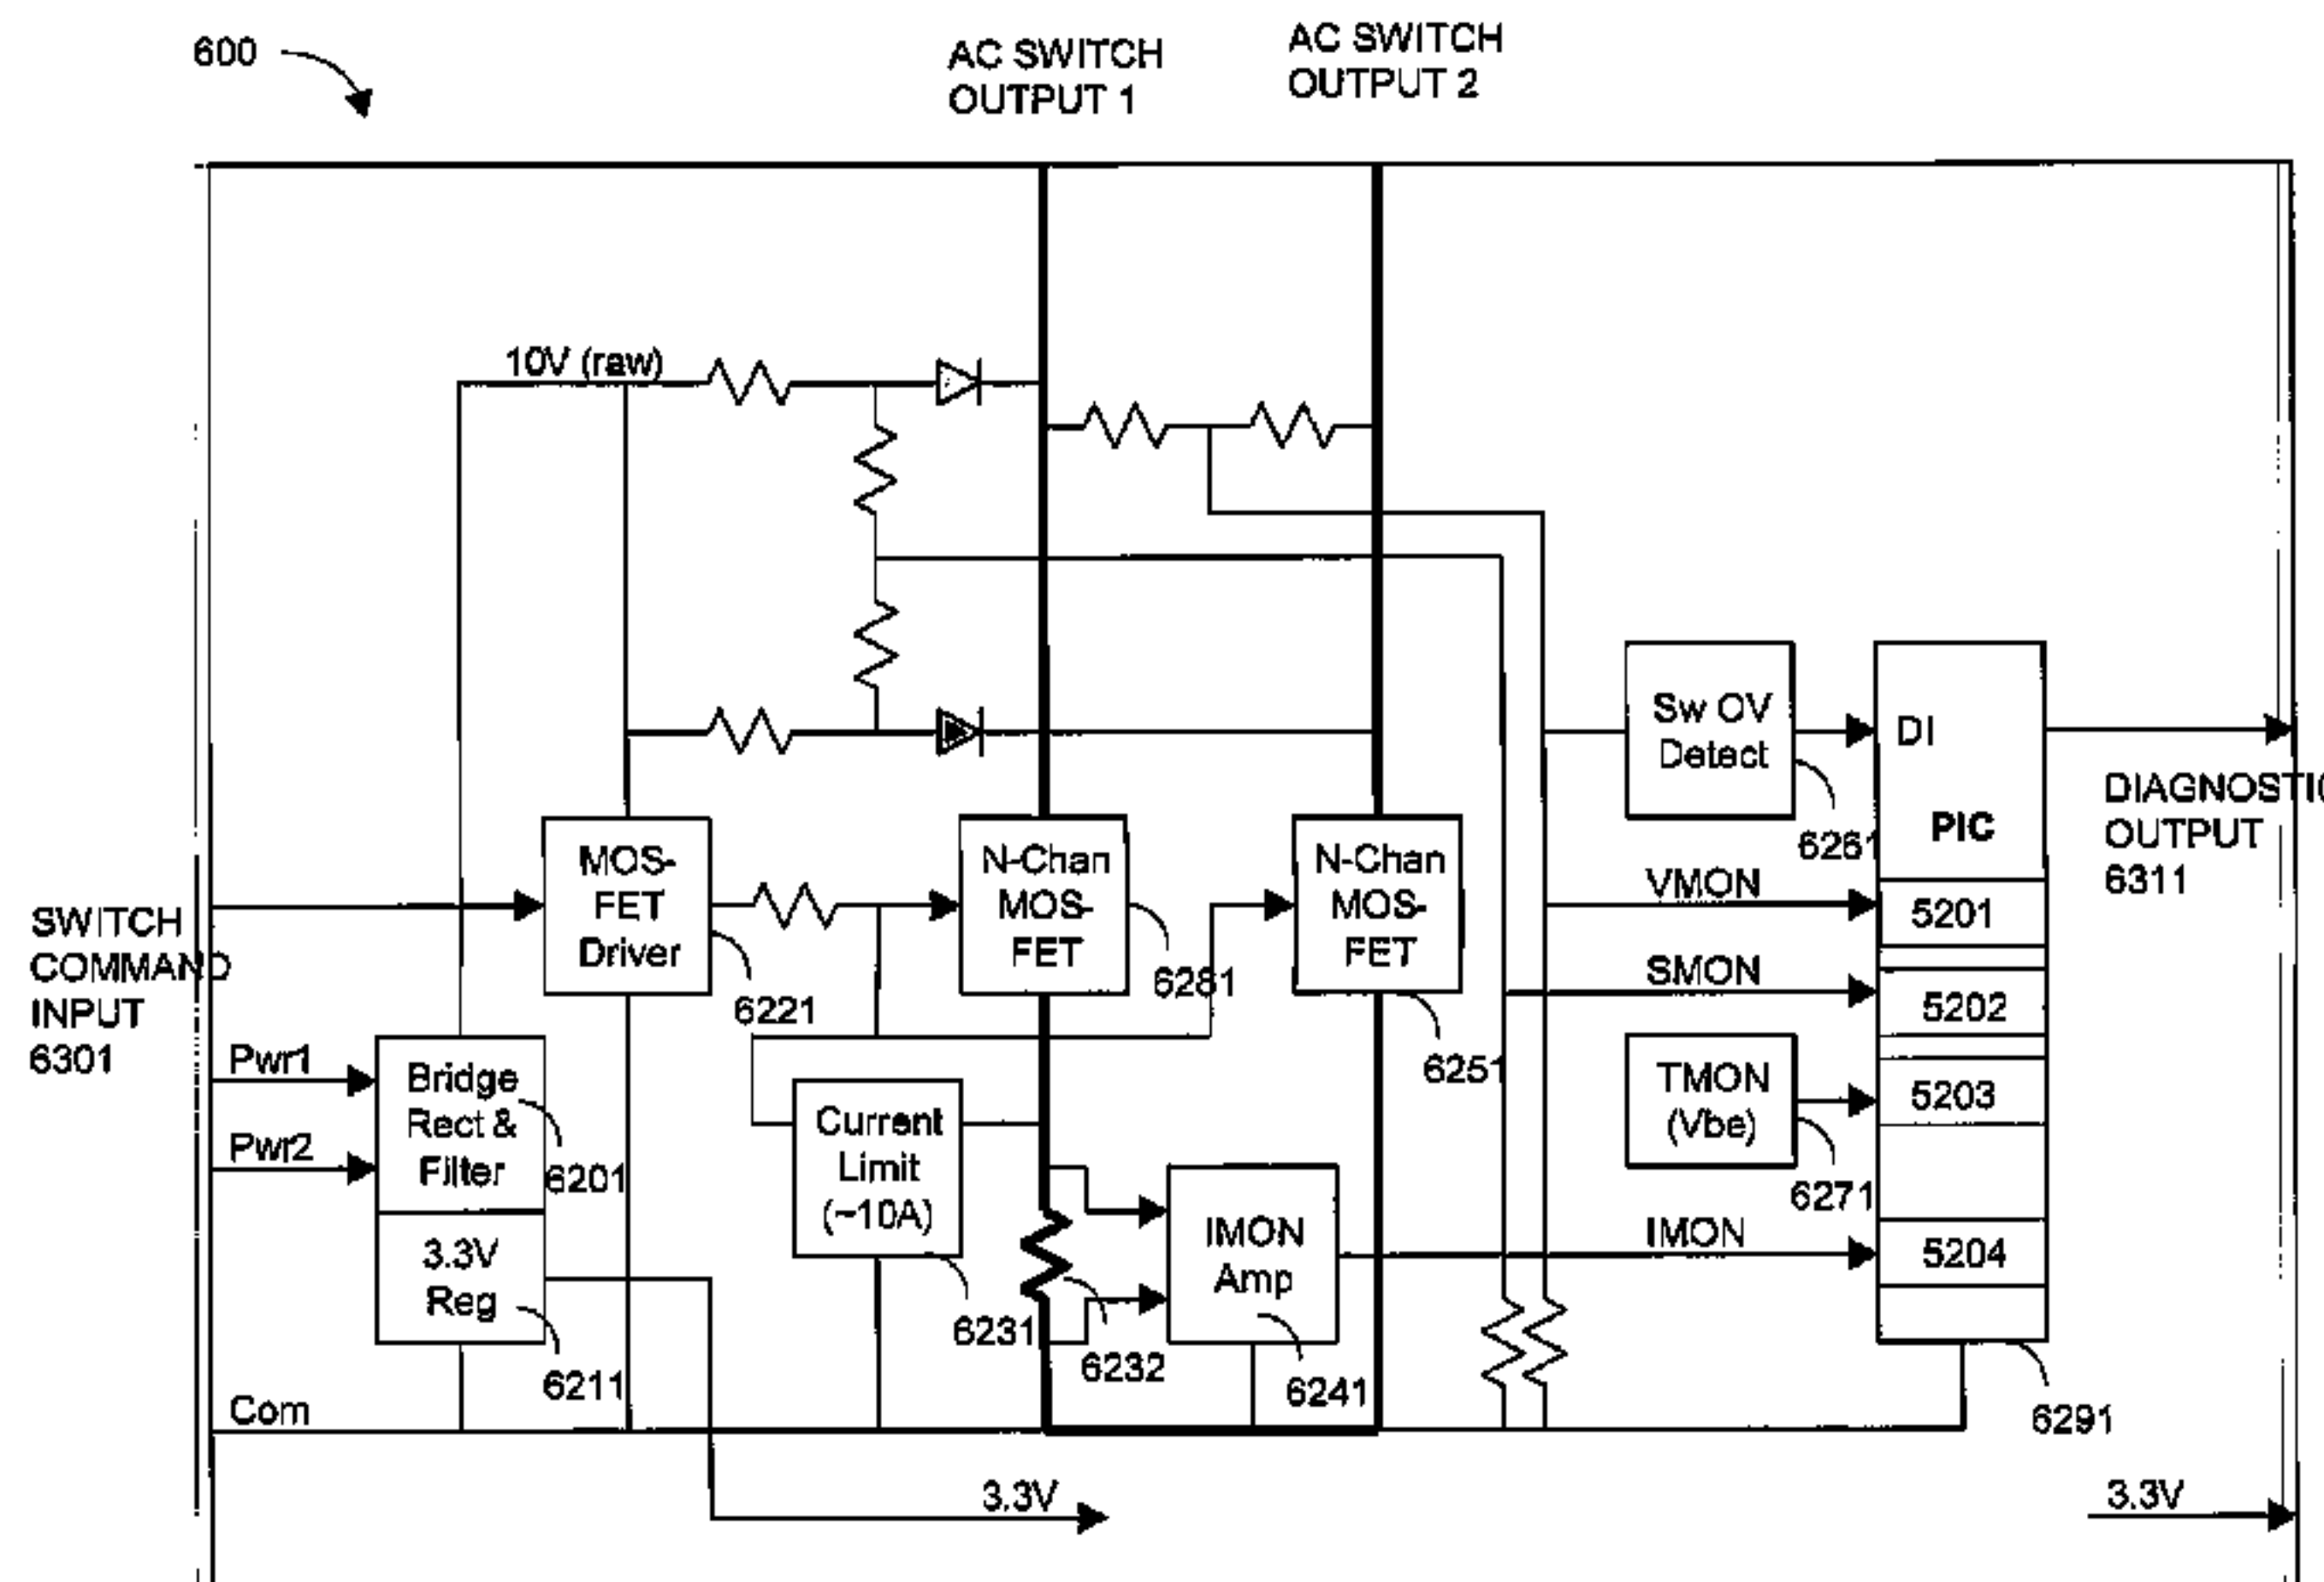 600
AC SWITCH
OUTPUT 1
AC SWITCH
OUTPUT 2
10V (raw)
Sw OV
Detect
6261
DI
PIC
DIAGNOSTIC
OUTPUT
6311
MOS-
FET
Driver
6221
N-Chan
MOS-
FET
6281
N-Chan
MOS-
FET
6251
VMON
5201
SMON
5202
SWITCH
COMMAND
INPUT
6301
Pwr1
Pwr2
Bridge
Rect &
Filter
6201
3.3V
Reg
6211
Current
Limit
(~10A)
6231
6232
IMON
Amp
6241
TMON
(Vbe)
6271
5203
IMON
5204
6291
Com
3.3V
3.3V